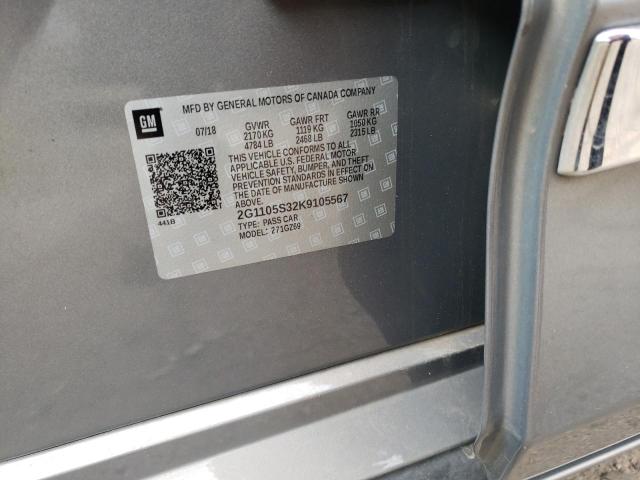 MFD BY GENERAL MOTORS OF CANADA COMPANY
GM
07/18 GVWR GAWR FRT GAWR RR
2170 KG 1119 KG 1050 KG
4784 LB 2468 LB 2315 LB
THIS VEHICLE CONFORMS TO ALL
APPLICABLE U.S. FEDERAL MOTOR
VEHICLE SAFETY, BUMPER, AND THEFT
PREVENTION STANDARDS IN EFFECT ON
THE DATE OF MANUFACTURE SHOWN
ABOVE.
2G1105S32K9105567
441B
TYPE: PASS CAR
MODEL: 271GZ69